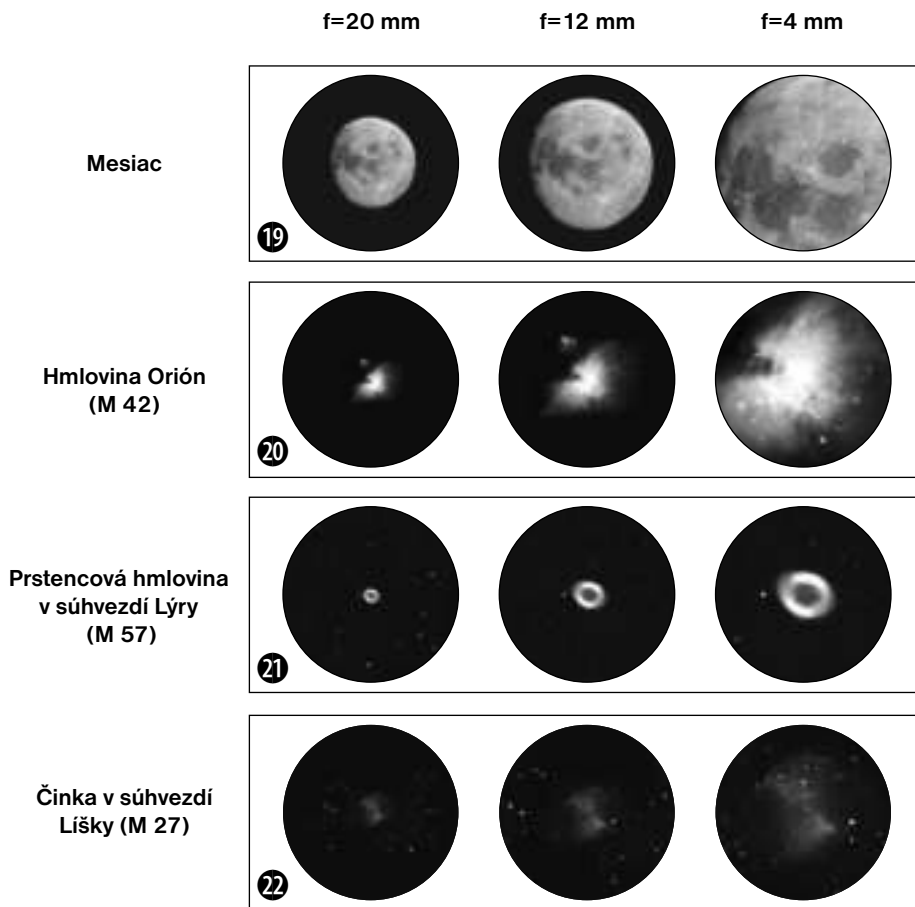 f=20 mm f=12 mm f=4 mm
Mesiac
19
Hmlovina Orión
(M 42)
20
Prstencová hmlovina
v súhvezdí Lýry
(M 57)
21
Činka v súhvezdí
Líšky (M 27)
22